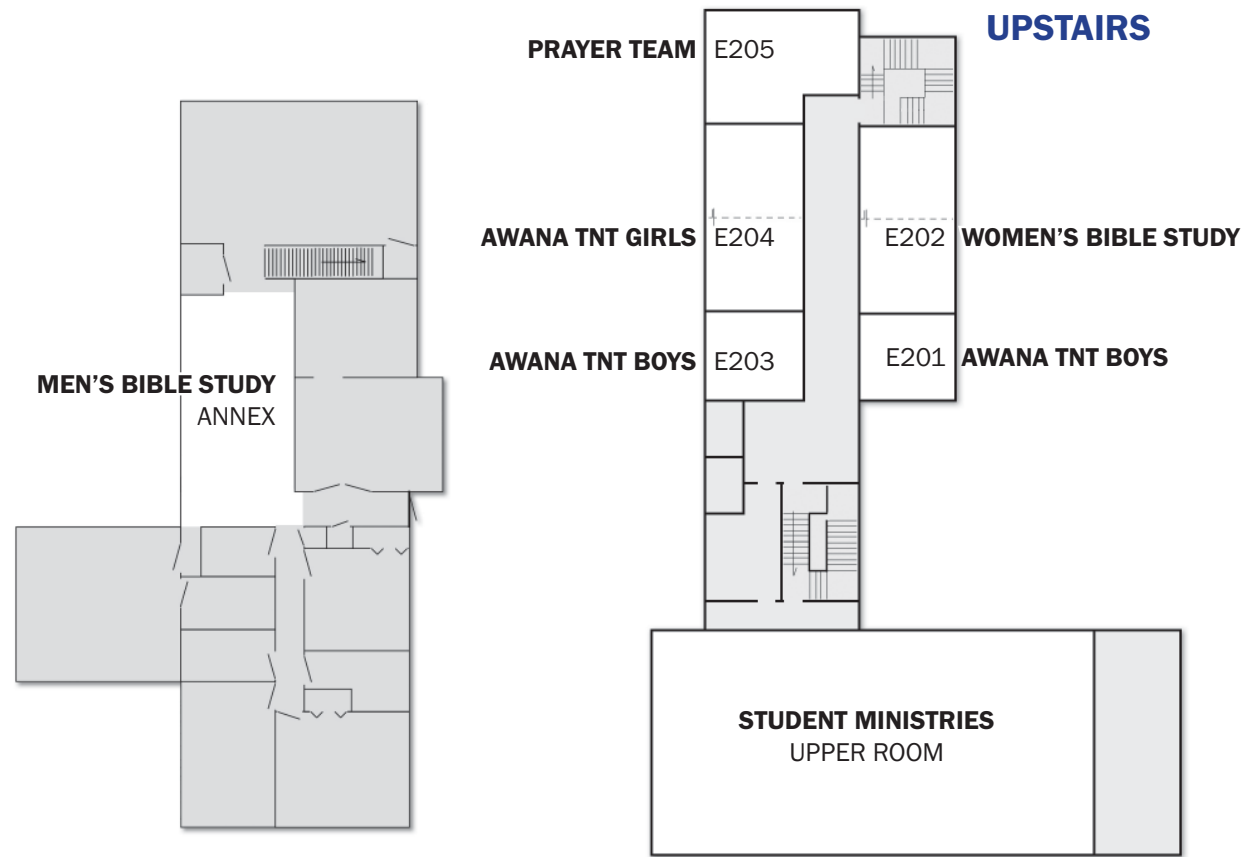 UPSTAIRS
PRAYER TEAM E205
AWANA TNT GIRLS E204
E202 WOMEN'S BIBLE STUDY
AWANA TNT BOYS E203
E201 AWANA TNT BOYS
MEN'S BIBLE STUDY
ANNEX
STUDENT MINISTRIES
UPPER ROOM